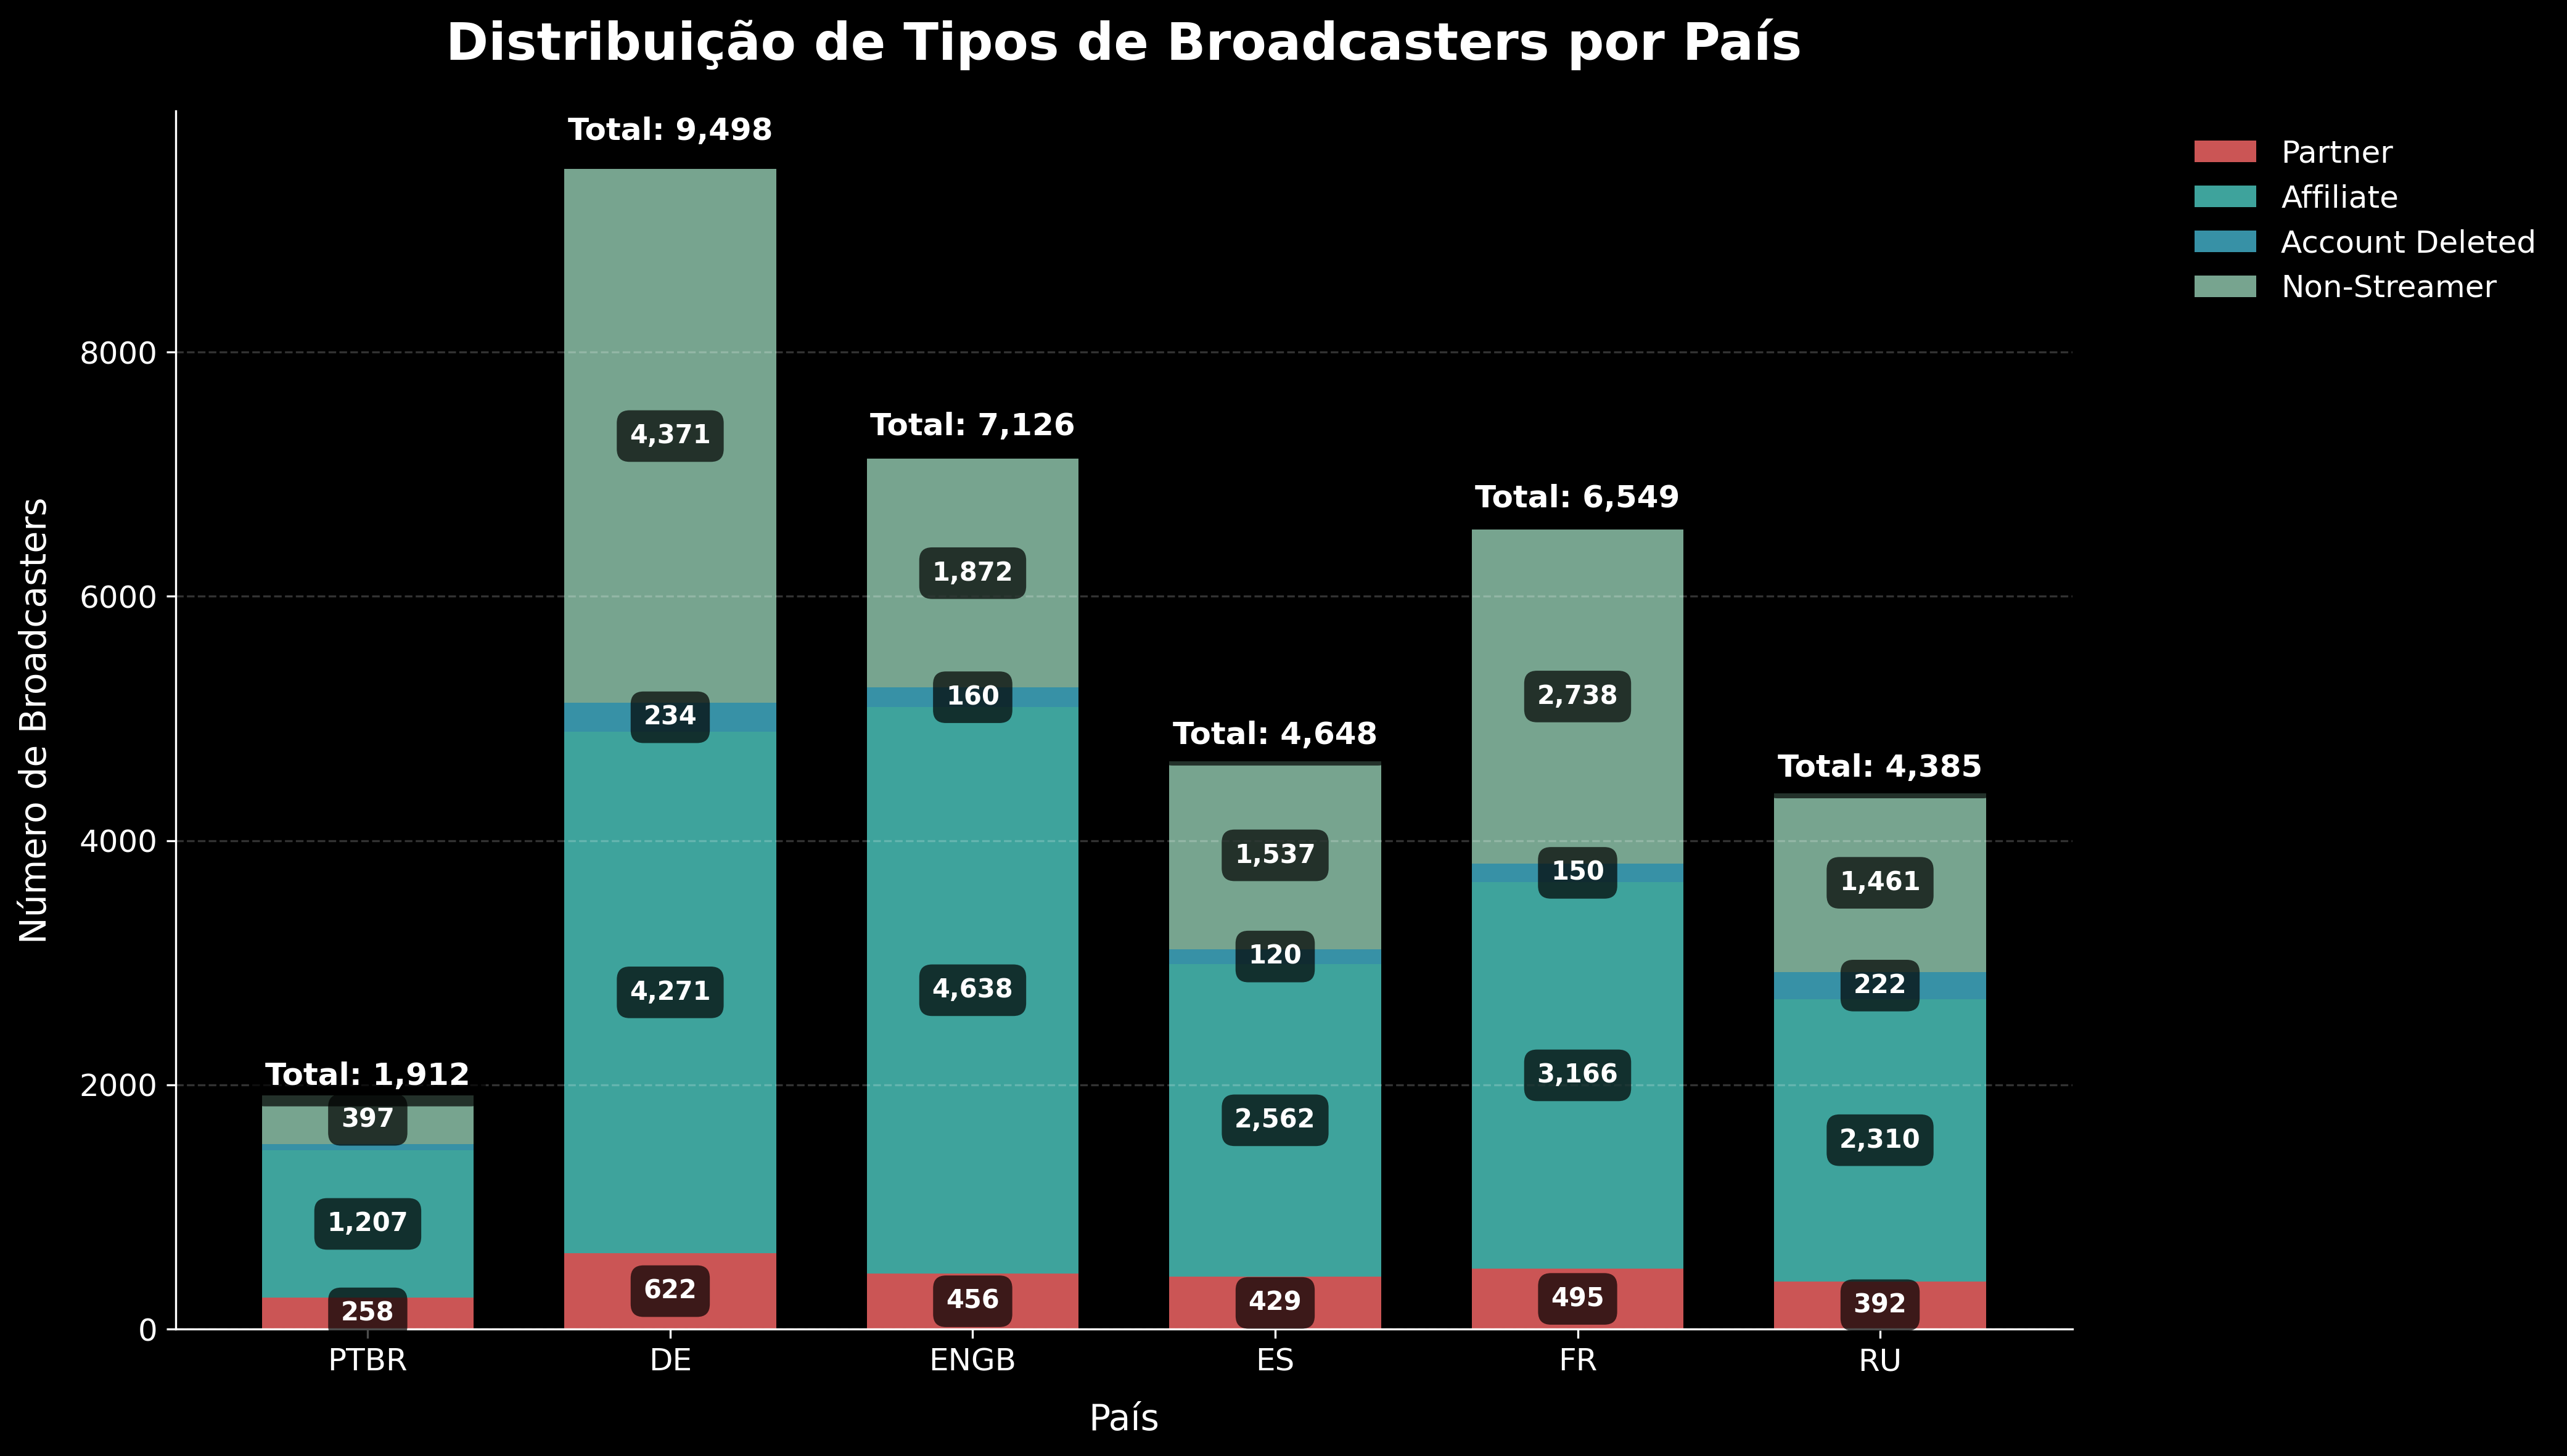 Distribuição de Tipos de Broadcasters por País
Partner
Affiliate
Account Deleted
Non-Streamer
Número de Broadcasters
8000
6000
4000
2000
0
Total: 1,912
397
1,207
258
Total: 9,498
4,371
234
4,271
622
Total: 7,126
1,872
160
4,638
456
Total: 4,648
1,537
120
2,562
429
Total: 6,549
2,738
150
3,166
495
Total: 4,385
1,461
222
2,310
392
PTBR
DE
ENGB
ES
FR
RU
País